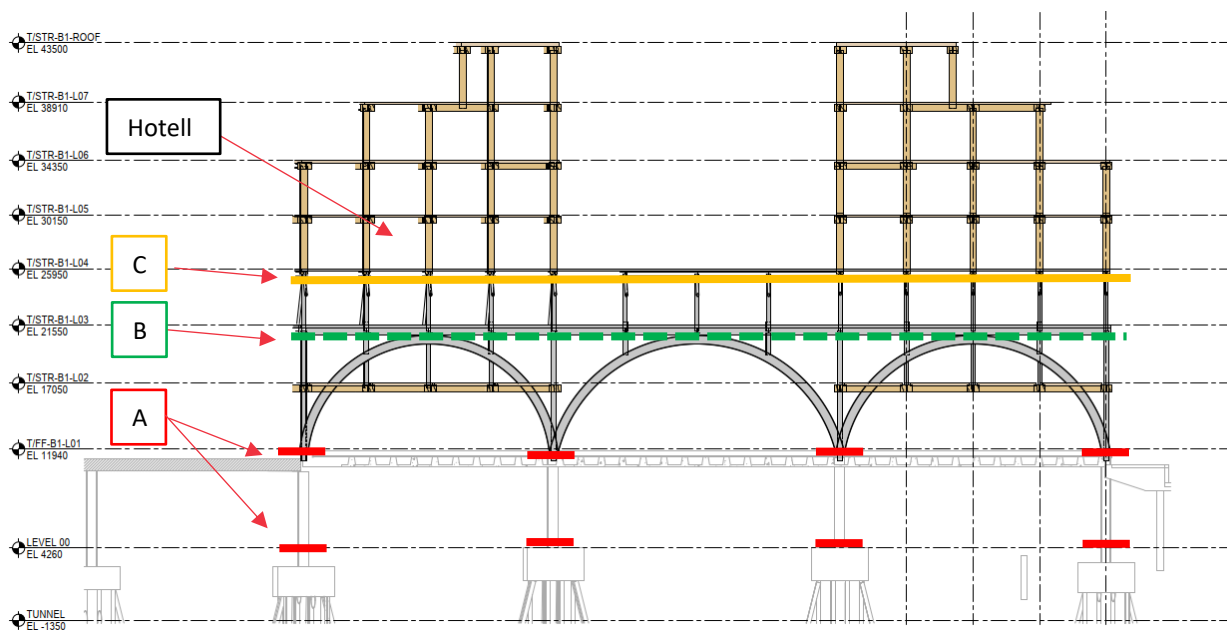 T/STR-B1-ROOF
EL 43500
T/STR-B1-L07
EL 38910
Hotell
T/STR-B1-L06
EL 34350
T/STR-B1-L05
EL 30150
C
T/STR-B1-L04
EL 25950
B
T/STR-B1-L03
EL 21550
T/STR-B1-L02
EL 17050
A
T/FF-B1-L01
EL 11940
LEVEL 00
EL 4260
TUNNEL
EL -1350